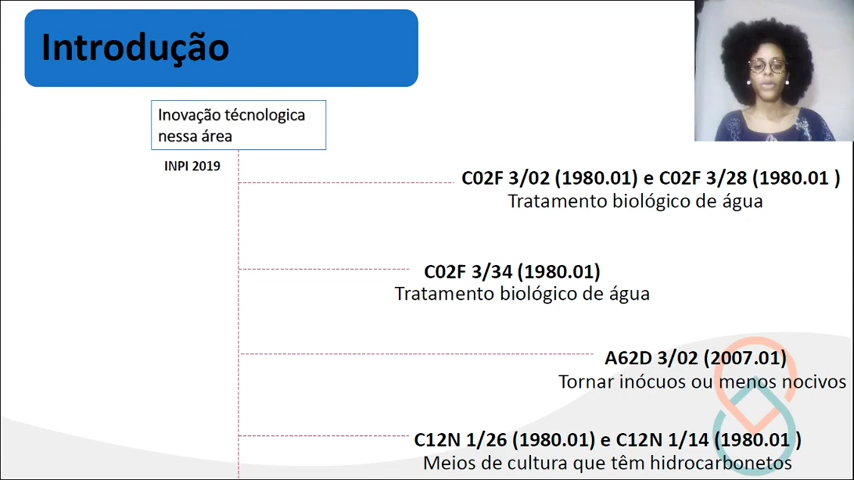 Introdução
Inovação técnologica
nessa área
INPI 2019
C02F 3/02 (1980.01) e C02F 3/28 (1980.01 )
Tratamento biológico de água
C02F 3/34 (1980.01)
Tratamento biológico de água
A62D 3/02 (2007.01)
Tornar inócuos ou menos nocivos
C12N 1/26 (1980.01) e C12N 1/14 (1980.01 )
Meios de cultura que têm hidrocarbonetos